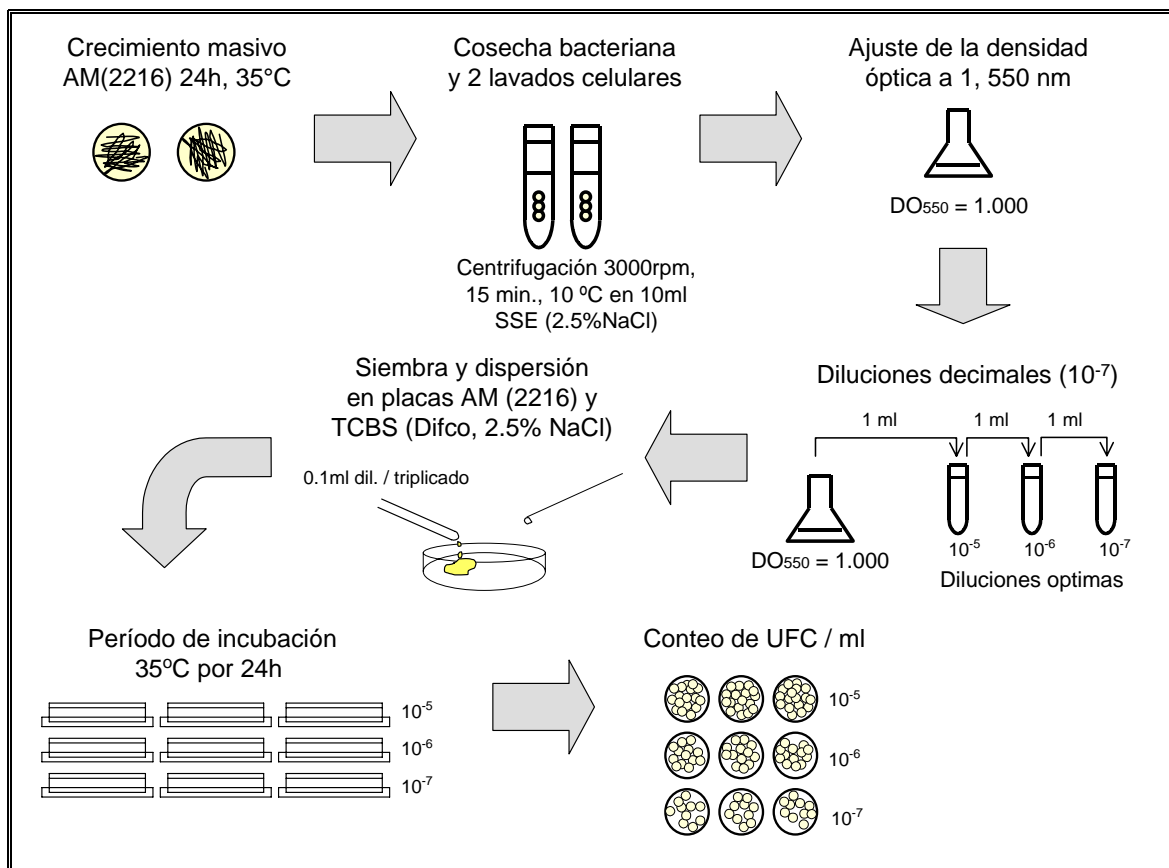 Crecimiento masivo
AM(2216) 24h, 35°C
Cosecha bacteriana
y 2 lavados celulares
Centrifugación 3000rpm,
15 min., 10 ºC en 10ml
SSE (2.5%NaCl)
Ajuste de la densidad
óptica a 1, 550 nm
DO550 = 1.000
Diluciones decimales (10-7)
1 ml
1 ml
1 ml
DO550 = 1.000
10-5
10-6
10-7
Diluciones optimas
Siembra y dispersión
en placas AM (2216) y
TCBS (Difco, 2.5% NaCl)
0.1ml dil. / triplicado
Período de incubación
35ºC por 24h
10-5
10-6
10-7
Conteo de UFC / ml
10-5
10-6
10-7